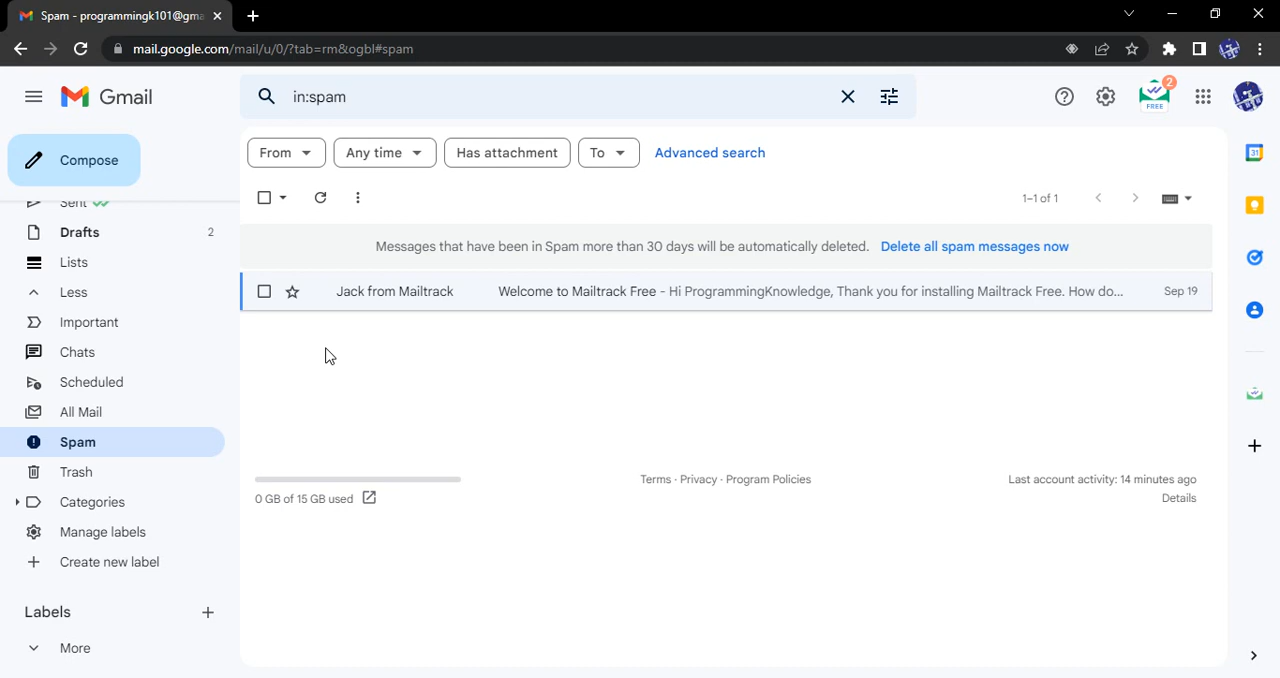 Spam - programmingk101@gma
mail.google.com/mail/u/0/?tab=rm&ogbl#spam
Gmail
in:spam
2
FREE
Compose
From
Any time
Has attachment
To
Advanced search
1–1 of 1
Sent
Drafts 2
Lists
Less
Important
Chats
Scheduled
All Mail
Spam
Trash
Categories
Manage labels
Create new label
Labels
More
Messages that have been in Spam more than 30 days will be automatically deleted. Delete all spam messages now
Jack from Mailtrack Welcome to Mailtrack Free - Hi ProgrammingKnowledge, Thank you for installing Mailtrack Free. How do... Sep 19
0 GB of 15 GB used
Terms · Privacy · Program Policies
Last account activity: 14 minutes ago
Details
31